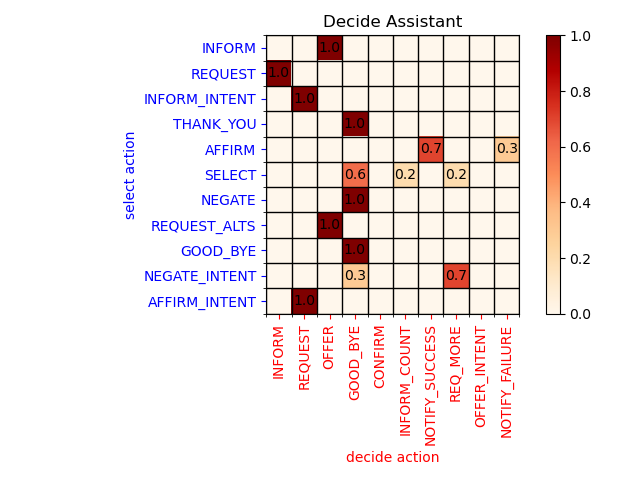 Decide Assistant
INFORM 1.0
REQUEST 1.0
INFORM_INTENT 1.0
THANK_YOU 1.0
AFFIRM 0.7 0.3
SELECT 0.6 0.2 0.2
NEGATE 1.0
REQUEST_ALTS 1.0
GOOD_BYE 1.0
NEGATE_INTENT 0.3 0.7
AFFIRM_INTENT 1.0
select action
INFORM
REQUEST
OFFER
GOOD_BYE
CONFIRM
INFORM_COUNT
NOTIFY_SUCCESS
REQ_MORE
OFFER_INTENT
NOTIFY_FAILURE
decide action
1.0
0.8
0.6
0.4
0.2
0.0